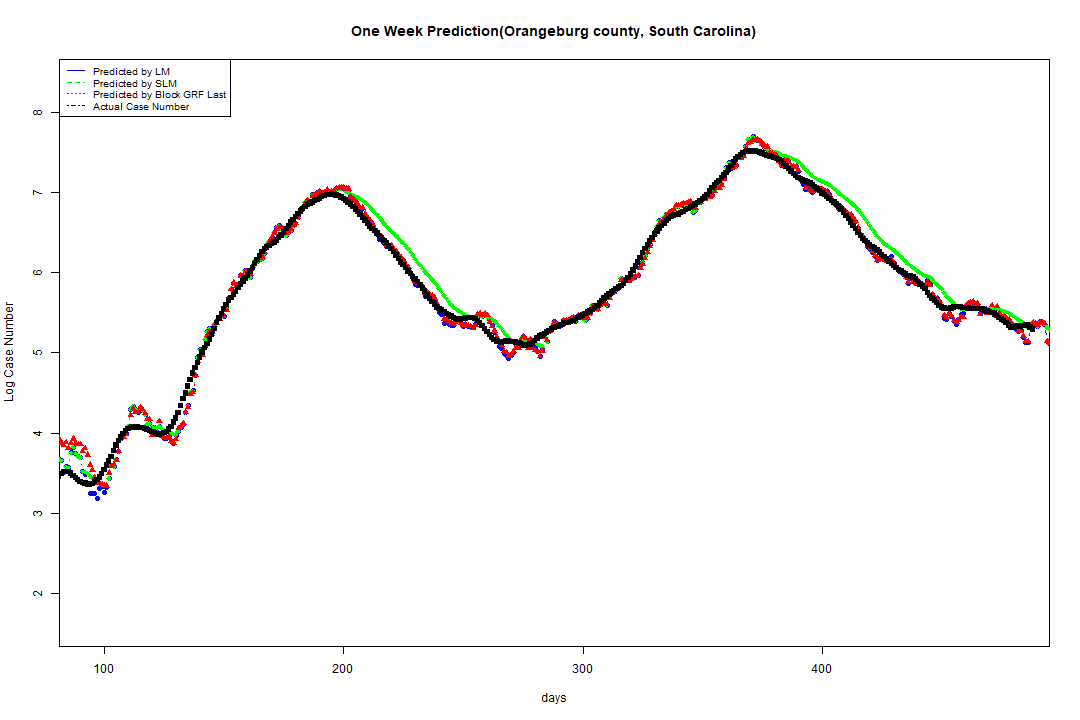 One Week Prediction(Orangeburg county, South Carolina)
Predicted by LM
Predicted by SLM
Predicted by Block GRF Last
Actual Case Number
8
7
6
5
4
3
2
Log Case Number
100 200 300 400
days